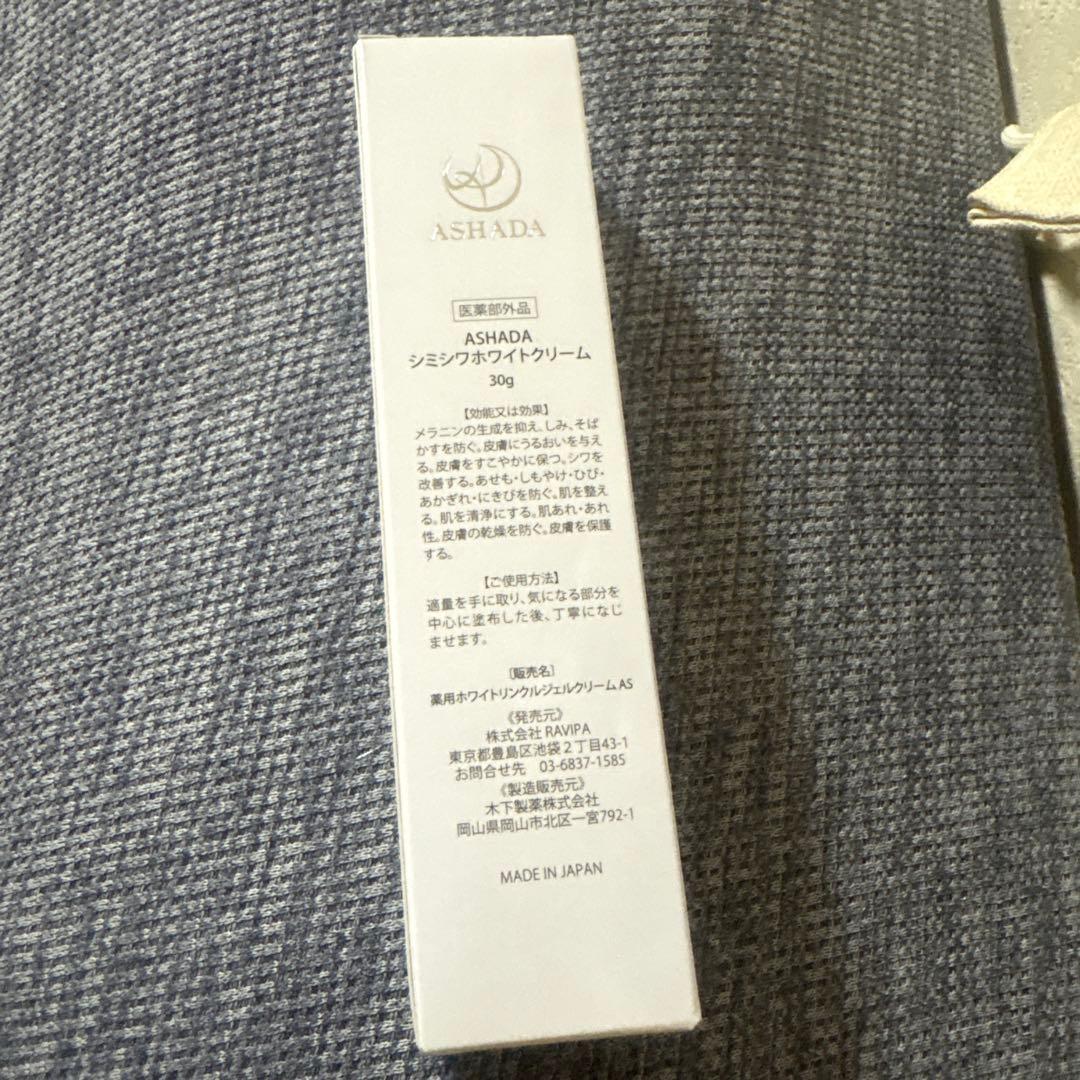 ASHADA
医薬部外品
ASHADA
シミシワホワイトクリーム
30g
【効能又は効果】
メラニンの生成を抑え、しみ、そば
かすを防ぐ。皮膚にうるおいを与え
る。皮膚をすこやかに保つ。シワを
改善する。あせも・しもやけ・ひび・
あかぎれ・にきびを防ぐ。肌を整え
る。肌を清浄にする。肌あれ・あれ
性。皮膚の乾燥を防ぐ。皮膚を保護
する。
【ご使用方法】
適量を手に取り、気になる部分を
中心に塗布した後、丁寧になじ
ませます。
［販売名］
薬用ホワイトリンクルジェルクリーム AS
《発売元》
株式会社 RAVIPA
東京都豊島区池袋２丁目43-1
お問合せ先　03-6837-1585
《製造販売元》
木下製薬株式会社
岡山県岡山市北区一宮792-1
MADE IN JAPAN